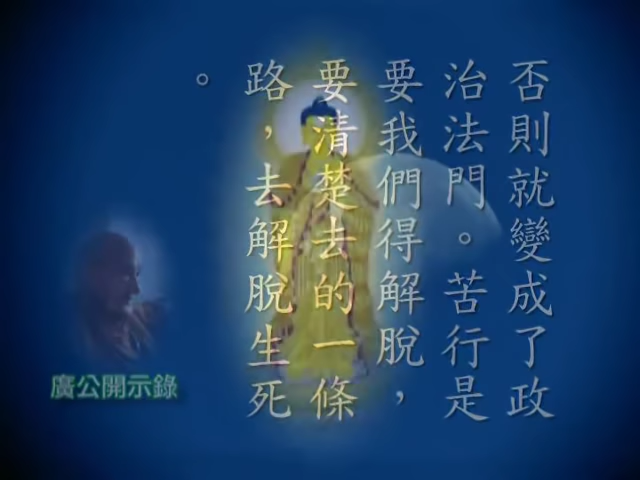 否則就變成了政
治法門。苦行是
要我們得解脫，
要清楚去的一條
路，去解脫生死
。
廣公開示錄